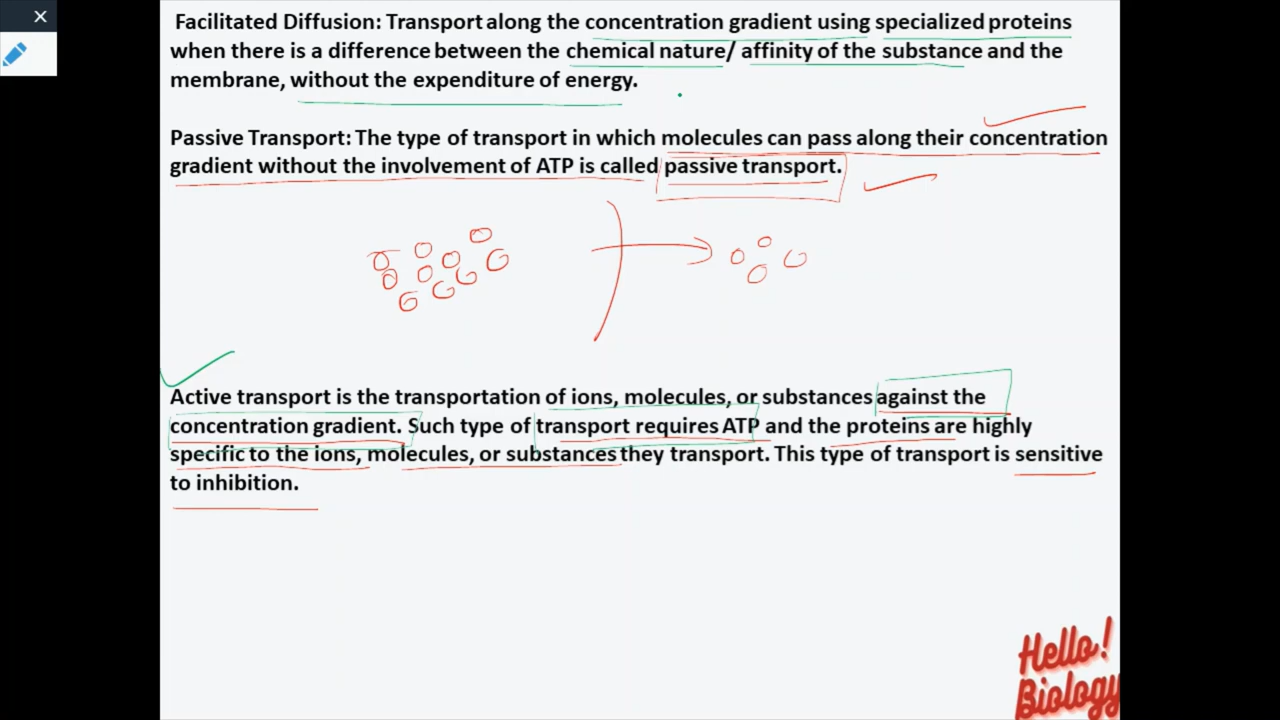 Facilitated Diffusion: Transport along the concentration gradient using specialized proteins
when there is a difference between the chemical nature/ affinity of the substance and the
membrane, without the expenditure of energy.
Passive Transport: The type of transport in which molecules can pass along their concentration
gradient without the involvement of ATP is called passive transport.
Active transport is the transportation of ions, molecules, or substances against the
concentration gradient. Such type of transport requires ATP and the proteins are highly
specific to the ions, molecules, or substances they transport. This type of transport is sensitive
to inhibition.
Hello!
Biology